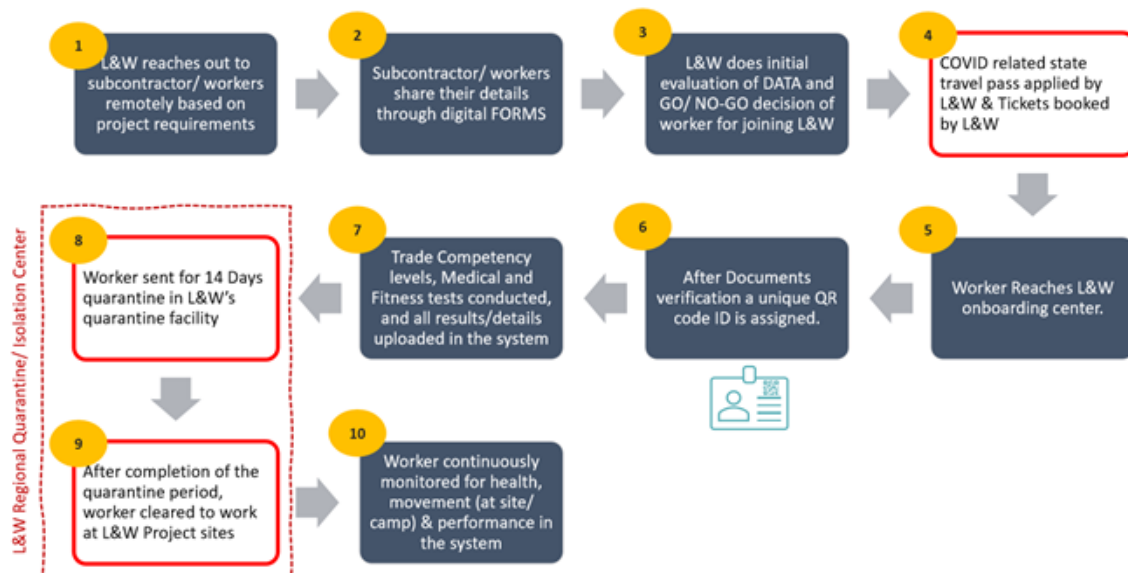 1
L&W reaches out to
subcontractor/ workers
remotely based on
project requirements
2
Subcontractor/ workers
share their details
through digital FORMS
3
L&W does initial
evaluation of DATA and
GO/ NO-GO decision of
worker for joining L&W
4
COVID related state
travel pass applied by
L&W & Tickets booked
by L&W
5
Worker Reaches L&W
onboarding center.
6
After Documents
verification a unique QR
code ID is assigned.
7
Trade Competency
levels, Medical and
Fitness tests conducted,
and all results/details
uploaded in the system
L&W Regional Quarantine/ Isolation Center
8
Worker sent for 14 Days
quarantine in L&W's
quarantine facility
9
After completion of the
quarantine period,
worker cleared to work
at L&W Project sites
10
Worker continuously
monitored for health,
movement (at site/
camp) & performance in
the system